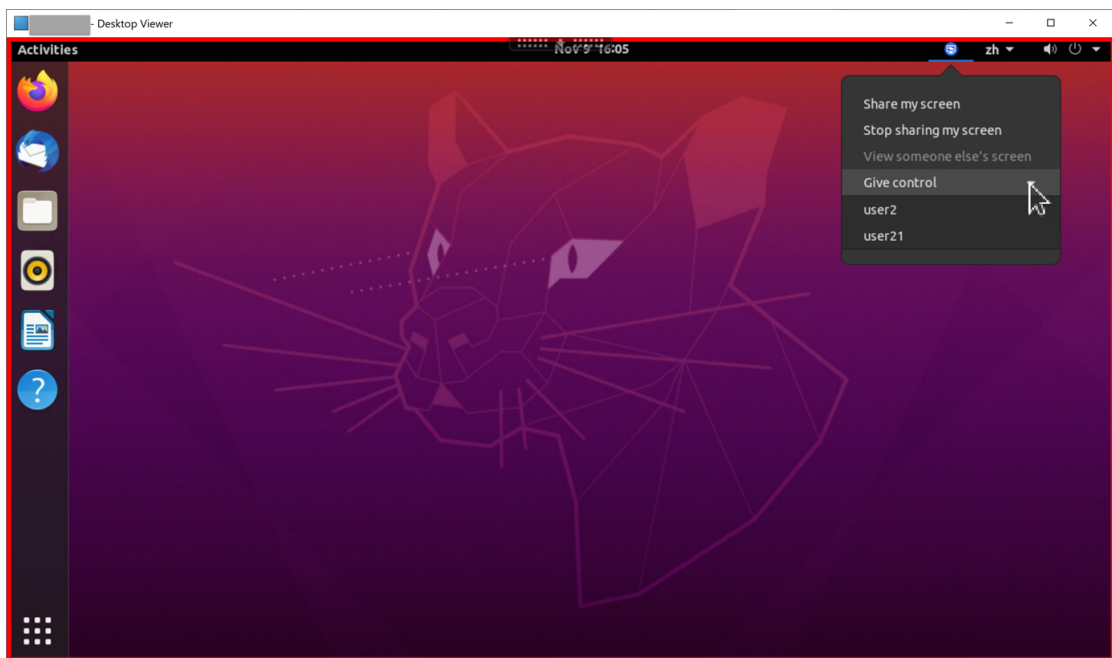 - Desktop Viewer
Activities
Nov 9 16:05
zh
Share my screen
Stop sharing my screen
View someone else's screen
Give control
user2
user21
?